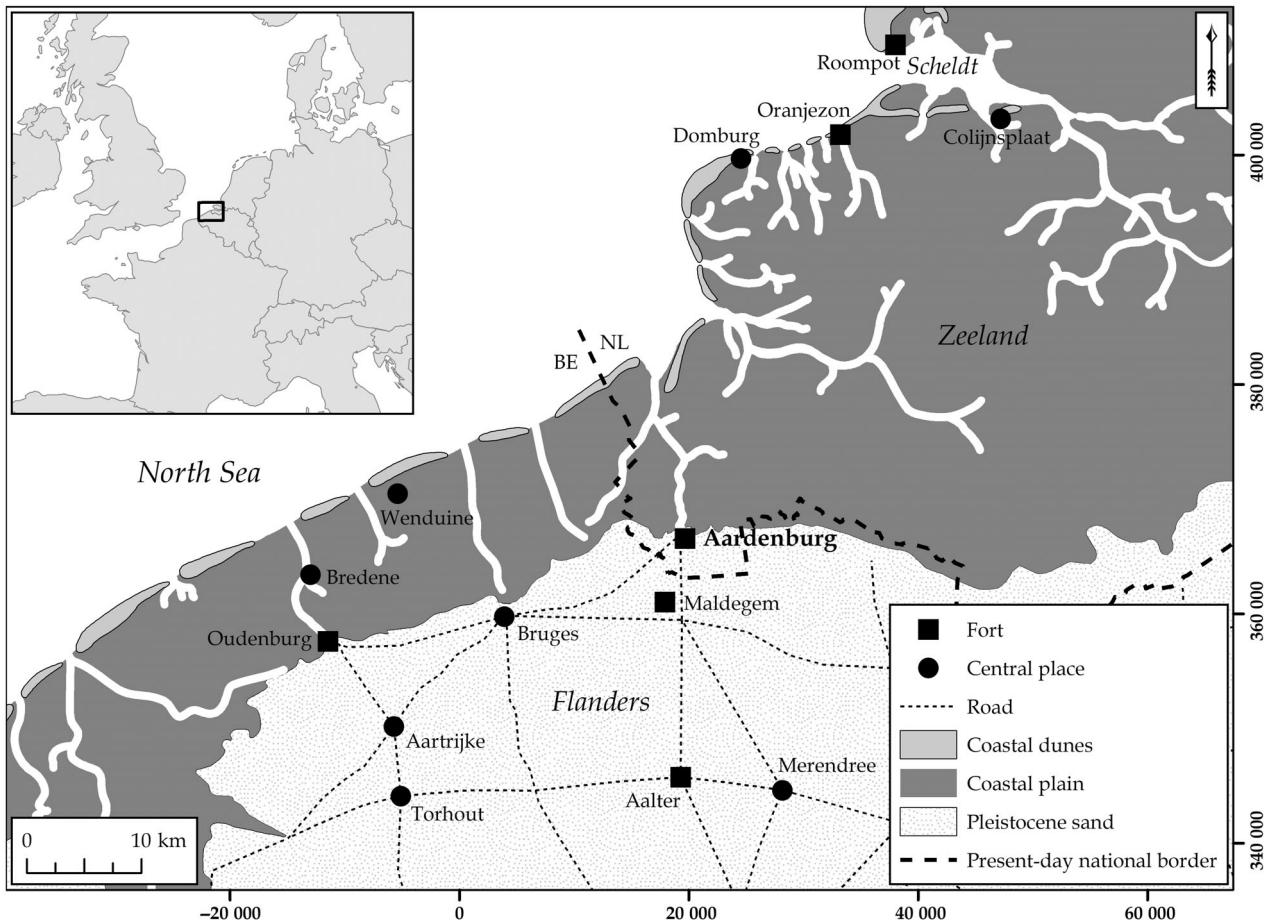 Roompot
Scheldt
Oranjezon
Domburg
Colijnsplaat
400 000
NL
BE
Zeeland
380 000
North Sea
Wenduine
Aardenburg
Bredene
Maldegem
360 000
Oudenburg
Bruges
Flanders
Aartrijke
Merendree
Aalter
Torhout
Fort
Central place
Road
Coastal dunes
Coastal plain
Pleistocene sand
Present-day national border
0 10 km
340 000
−20 000 0 20 000 40 000 60 000